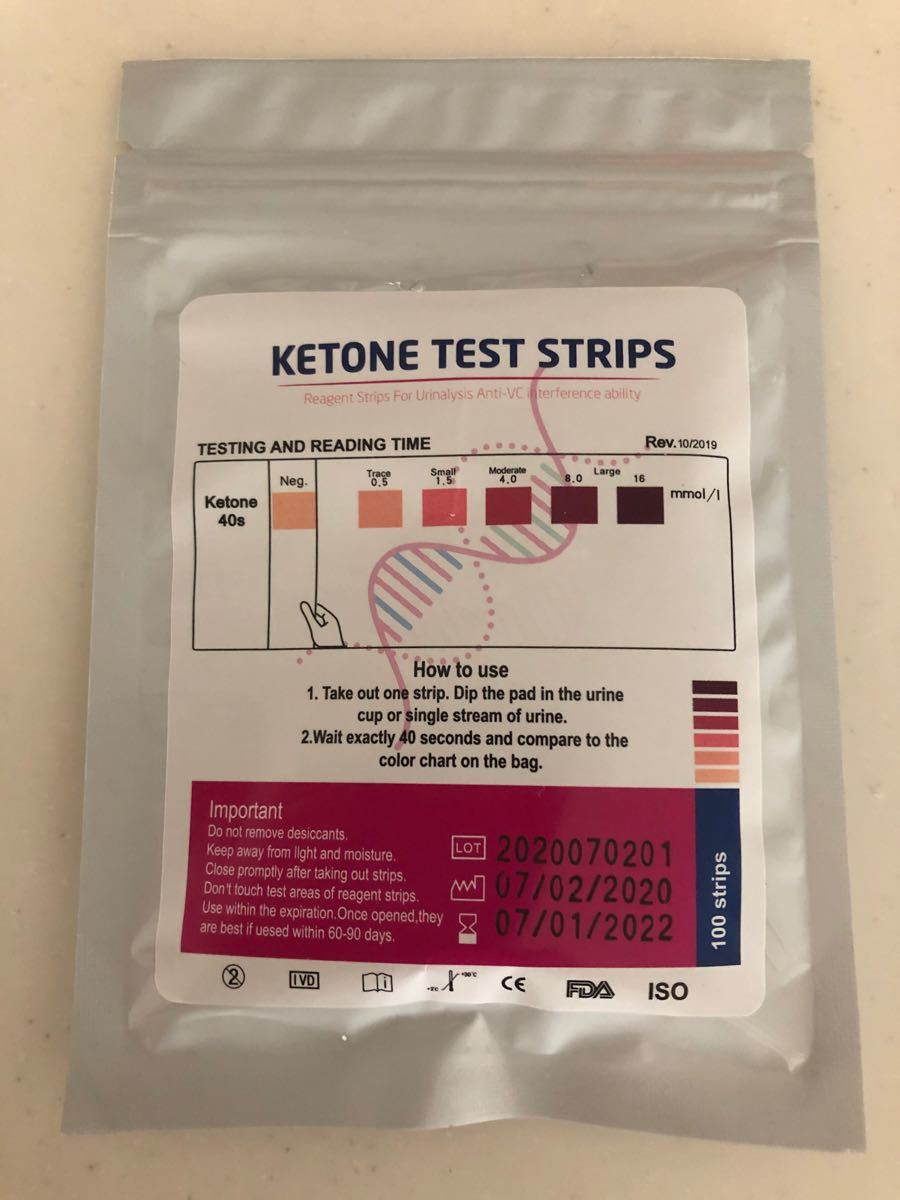 KETONE TEST STRIPS
Reagent Strips For Urinalysis Anti-VC interference ability
TESTING AND READING TIME
Rev. 10/2019
Ketone
40s
Neg.
Trace
0.5
Small
1.5
Moderate
4.0
Large
8.0
16
mmol/l
How to use
1. Take out one strip. Dip the pad in the urine
cup or single stream of urine.
2.Wait exactly 40 seconds and compare to the
color chart on the bag.
Important
Do not remove desiccants.
Keep away from light and moisture.
Close promptly after taking out strips.
Don't touch test areas of reagent strips.
Use within the expiration.Once opened,they
are best if uesed within 60-90 days.
LOT 2020070201
07/02/2020
07/01/2022
100 strips
2
IVD
i
+30°C
CE
FDA
ISO